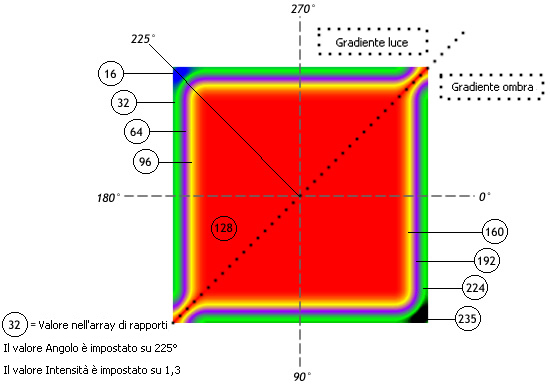 270°
Gradiente luce
225°
Gradiente ombra
16
32
64
96
180°
0°
128
160
192
224
235
32 = Valore nell'array di rapporti
Il valore Angolo è impostato su 225°
Il valore Intensità è impostato su 1,3
90°